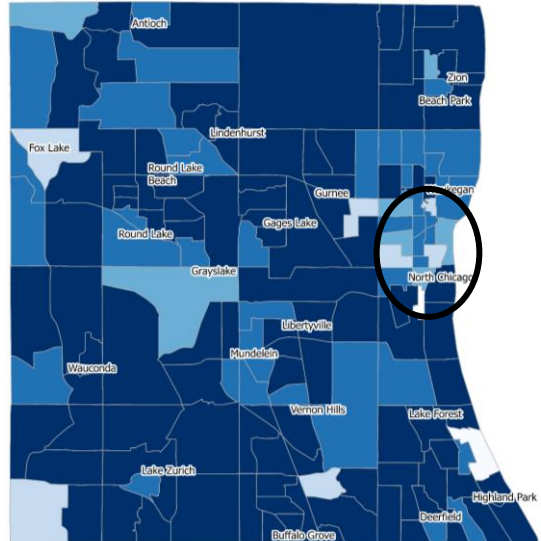 Antioch
Zion
Beach Park
Lindenhurst
Fox Lake
Round Lake
Beach
Waukegan
Gurnee
Gages Lake
Round Lake
Grayslake
North Chicago
Libertyville
Mundelein
Wauconda
Vernon Hills
Lake Forest
Lake Zurich
Highland Park
Deerfield
Buffalo Grove